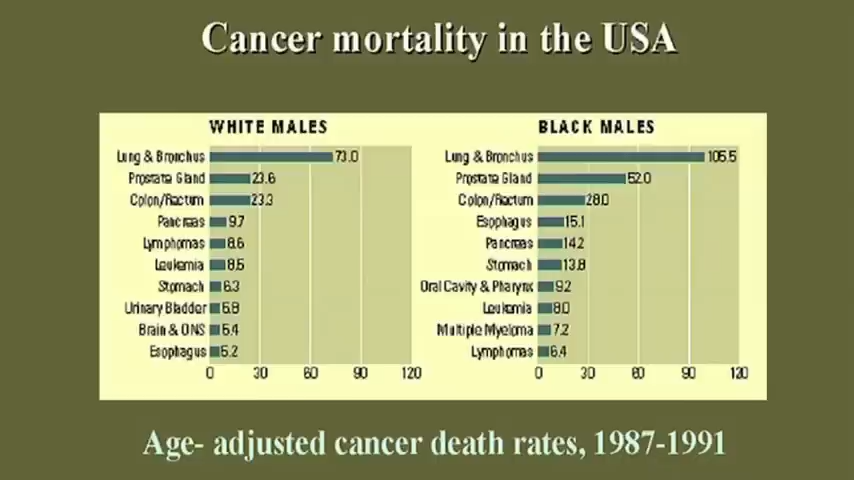 Cancer mortality in the USA
WHITE MALES
Lung & Bronchus 73.0
Prostate Gland 23.6
Colon/Rectum 23.3
Pancreas 9.7
Lymphomas 8.6
Leukemia 8.5
Stomach 6.3
Urinary Bladder 5.8
Brain & ONS 5.4
Esophagus 5.2
0 30 60 90 120
BLACK MALES
Lung & Bronchus 105.5
Prostate Gland 52.0
Colon/Rectum 28.0
Esophagus 15.1
Pancreas 14.2
Stomach 13.8
Oral Cavity & Pharynx 9.2
Leukemia 8.0
Multiple Myeloma 7.2
Lymphomas 6.4
0 30 60 90 120
Age- adjusted cancer death rates, 1987-1991